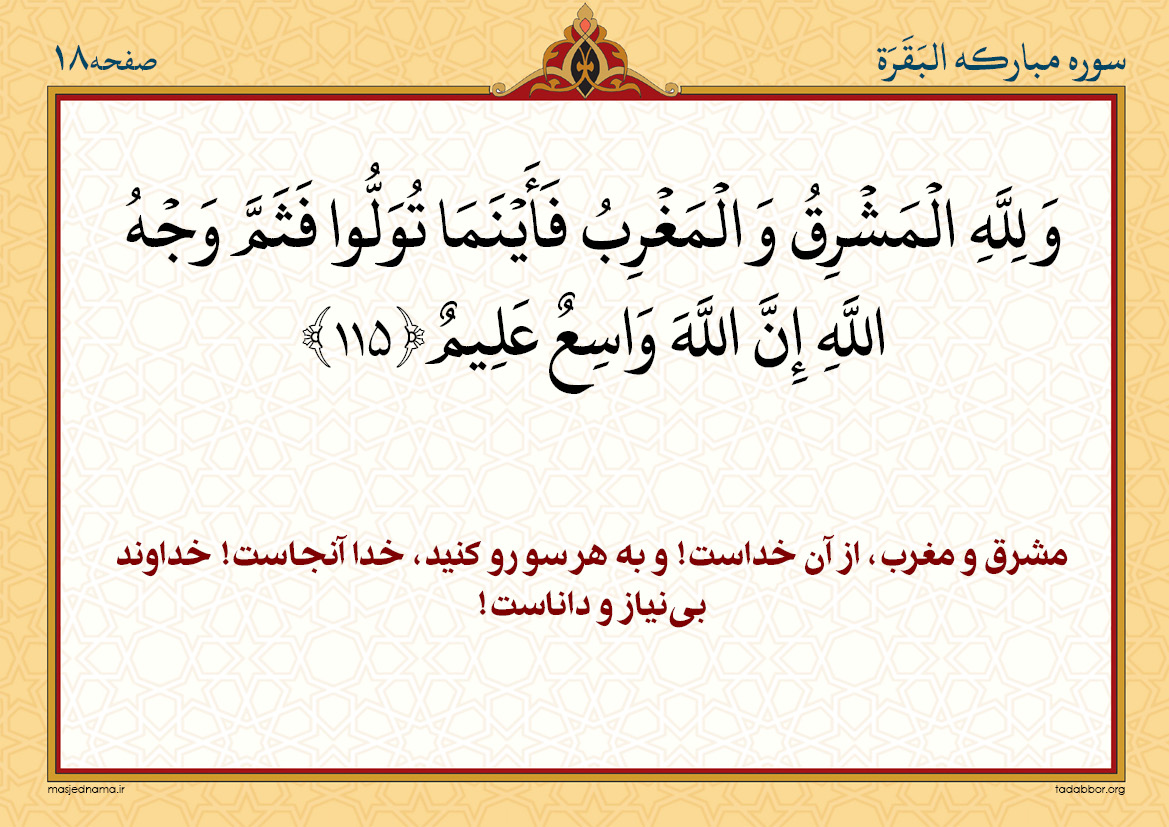 سوره مبارکه البَقَرَة
صفحه۱۸
وَ لِلَّهِ الْمَشْرِقُ وَ الْمَغْرِبُ فَأَيْنَمَا تُوَلُّوا فَثَمَّ وَجْهُ
اللَّهِ إِنَّ اللَّهَ وَاسِعٌ عَلِيمٌ ﴿۱۱۵﴾
مشرق و مغرب، از آن خداست! و به هر سو رو کنید، خدا آنجاست! خداوند
بی‌نیاز و داناست!
masjednama.ir
tadabbor.org